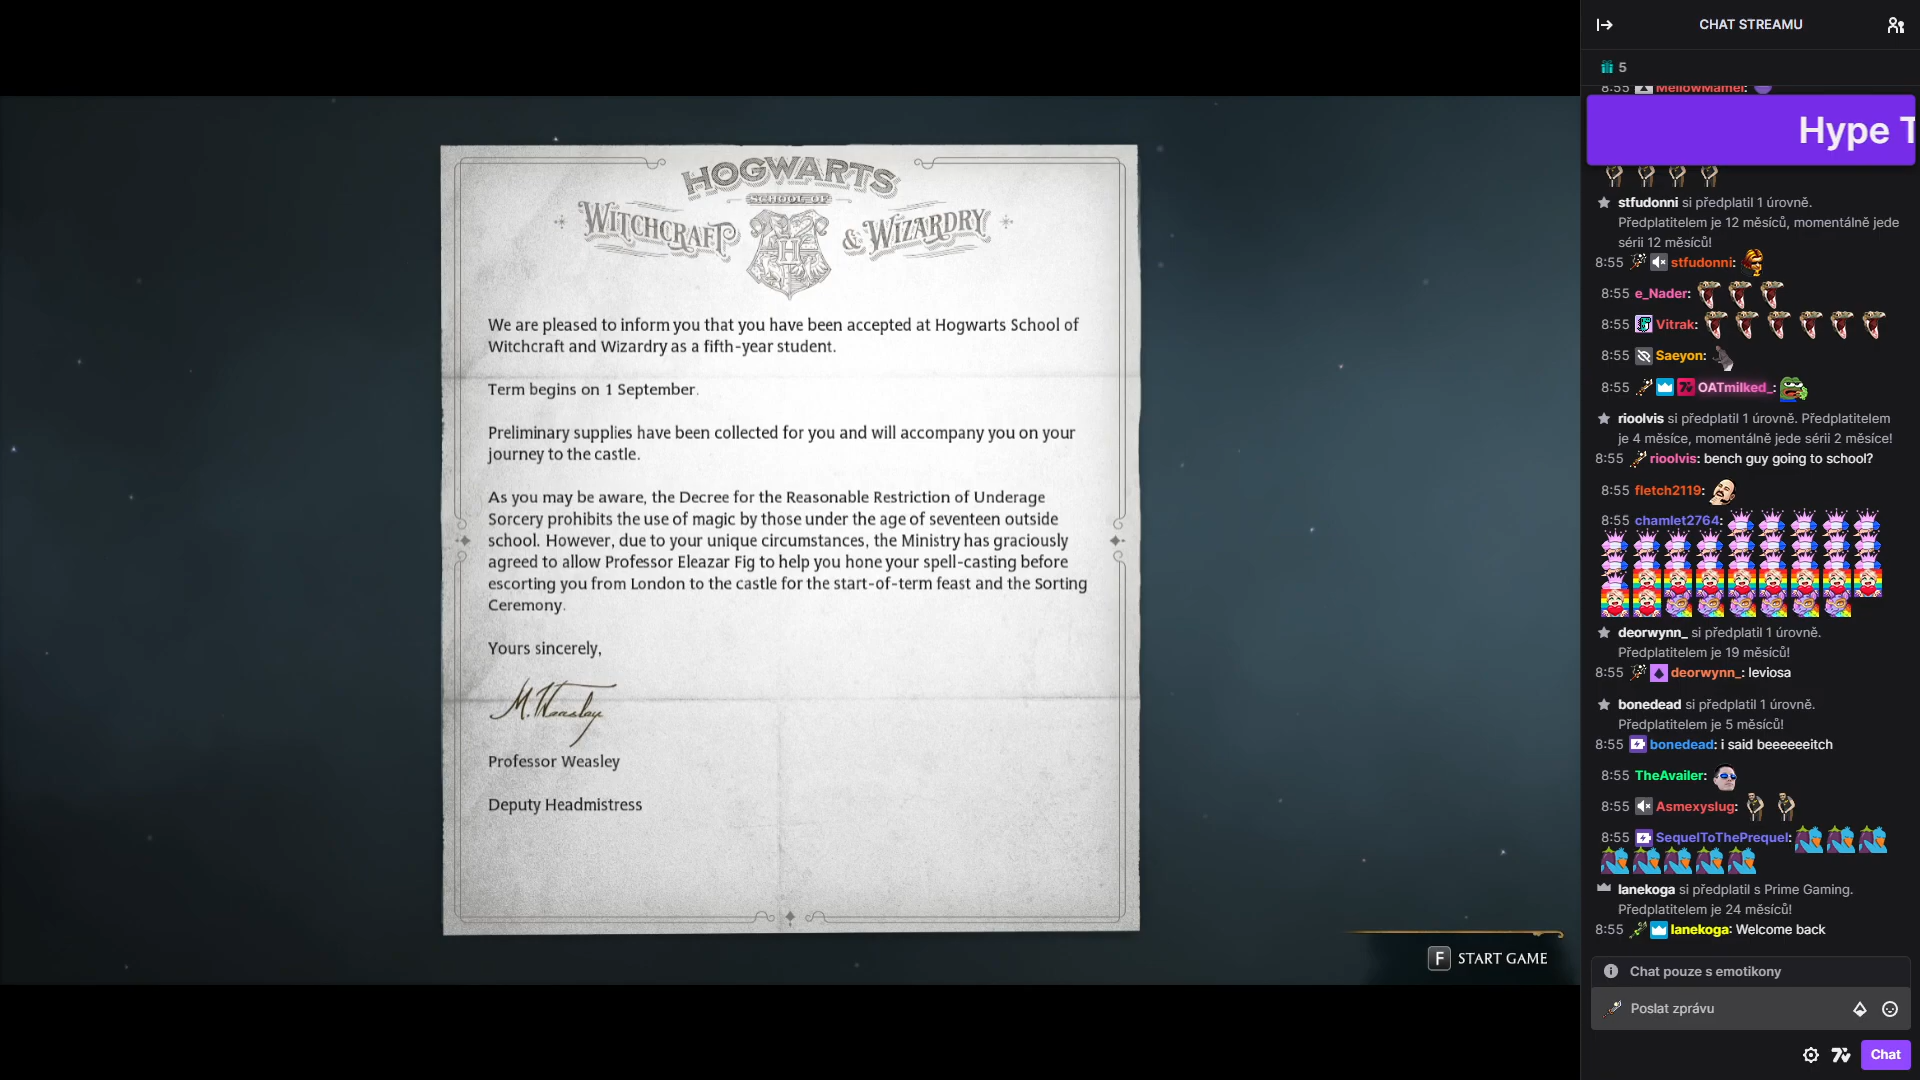 HOGWARTS
SCHOOL OF
WITCHCRAFT & WIZARDRY
H
We are pleased to inform you that you have been accepted at Hogwarts School of
Witchcraft and Wizardry as a fifth-year student.
Term begins on 1 September.
Preliminary supplies have been collected for you and will accompany you on your
journey to the castle.
As you may be aware, the Decree for the Reasonable Restriction of Underage
Sorcery prohibits the use of magic by those under the age of seventeen outside
school. However, due to your unique circumstances, the Ministry has graciously
agreed to allow Professor Eleazar Fig to help you hone your spell-casting before
escorting you from London to the castle for the start-of-term feast and the Sorting
Ceremony.
Yours sincerely,
M. Weasley
Professor Weasley
Deputy Headmistress
F START GAME
CHAT STREAMU
5
8:55 MellowMamel:
Hype T
stfudonni si předplatil 1 úrovně.
Předplatitelem je 12 měsíců, momentálně jede
sérii 12 měsíců!
8:55 stfudonni:
8:55 e_Nader:
8:55 Vitrak:
8:55 Saeyon:
8:55 OATmilked_:
rioolvis si předplatil 1 úrovně. Předplatitelem
je 4 měsíce, momentálně jede sérii 2 měsíce!
8:55 rioolvis: bench guy going to school?
8:55 fletch2119:
8:55 chamlet2764:
deorwynn_ si předplatil 1 úrovně.
Předplatitelem je 19 měsíců!
8:55 deorwynn_: leviosa
bonedead si předplatil 1 úrovně.
Předplatitelem je 5 měsíců!
8:55 bonedead: i said beeeeeeitch
8:55 TheAvailer:
8:55 Asmexyslug:
8:55 SequelToThePrequel:
lanekoga si předplatil s Prime Gaming.
Předplatitelem je 24 měsíců!
8:55 lanekoga: Welcome back
Chat pouze s emotikony
Poslat zprávu
Chat